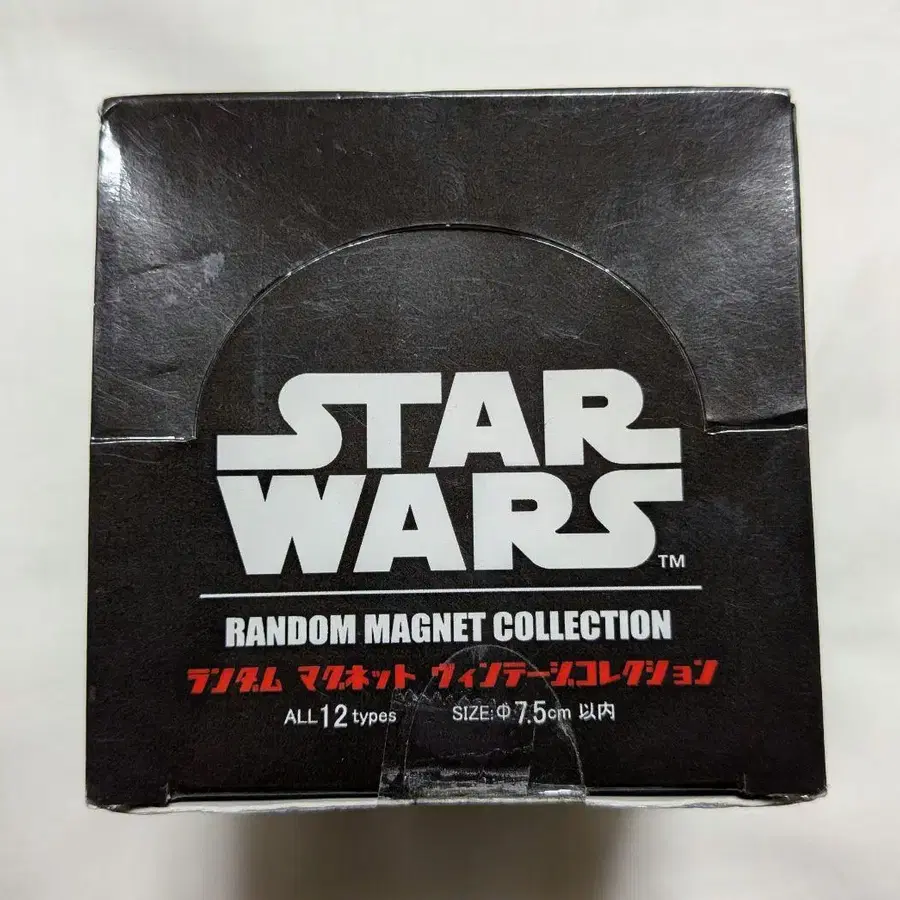 STAR
WARS TM
RANDOM MAGNET COLLECTION
ランダム マグネット ヴィンテージコレクション
ALL 12 types SIZE:Φ7.5cm 以内